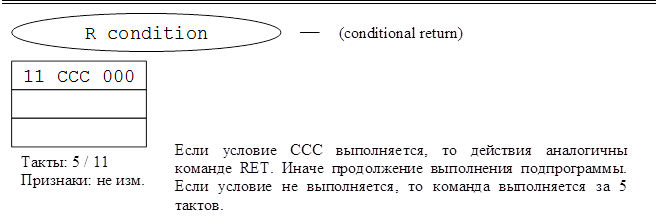 R condition — (conditional return)
11 CCC 000
Такты: 5 / 11
Признаки: не изм.
Если условие CCC выполняется, то действия аналогичны
команде RET. Иначе продолжение выполнения подпрограммы.
Если условие не выполняется, то команда выполняется за 5
тактов.